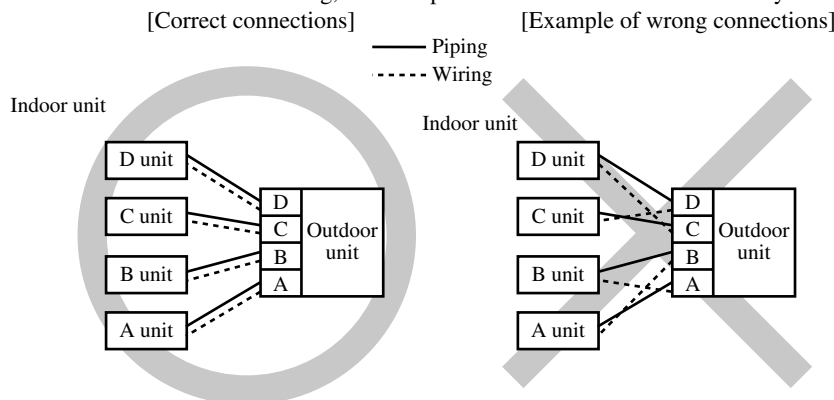 [Correct connections]
Piping
Wiring
Indoor unit
D unit
C unit
B unit
A unit
D
C
B
A
Outdoor
unit
[Example of wrong connections]
Indoor unit
D unit
C unit
B unit
A unit
D
C
B
A
Outdoor
unit